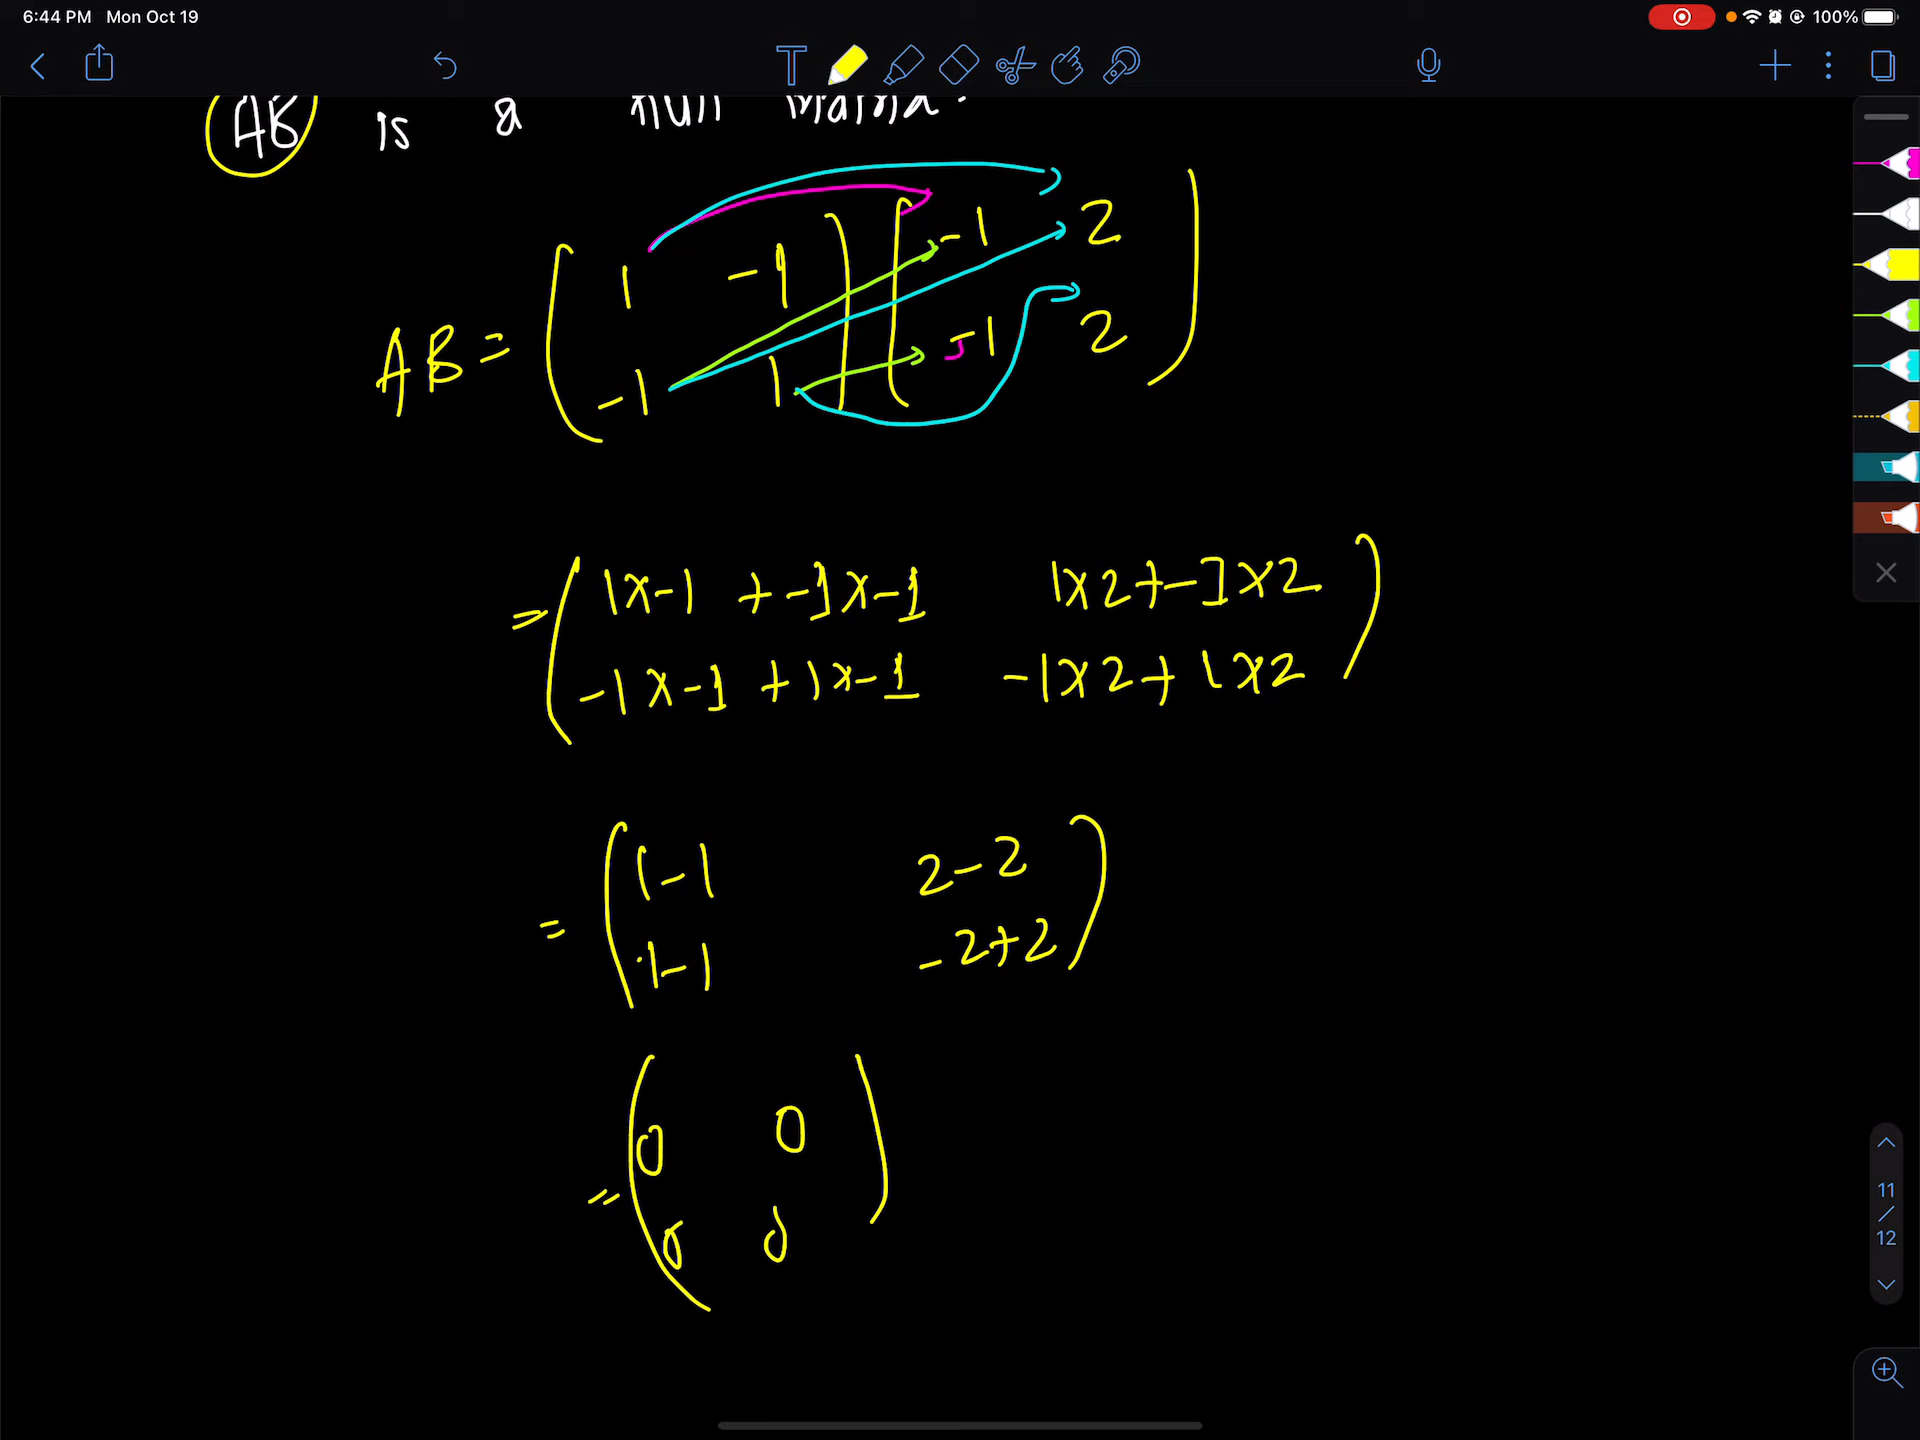 6:44 PM Mon Oct 19 100%
AB is a null matrix.
AB = ( 1 -1 ) [ -1 2 )
( -1 1 ) [ -1 2 )
= ( 1x-1 + -1x-1 1x2+-1x2 )
( -1x-1 + 1x-1 -1x2+1x2 )
= ( 1-1 2-2 )
( 1-1 -2+2 )
= ( 0 0 )
( 0 0 )
11
/
12